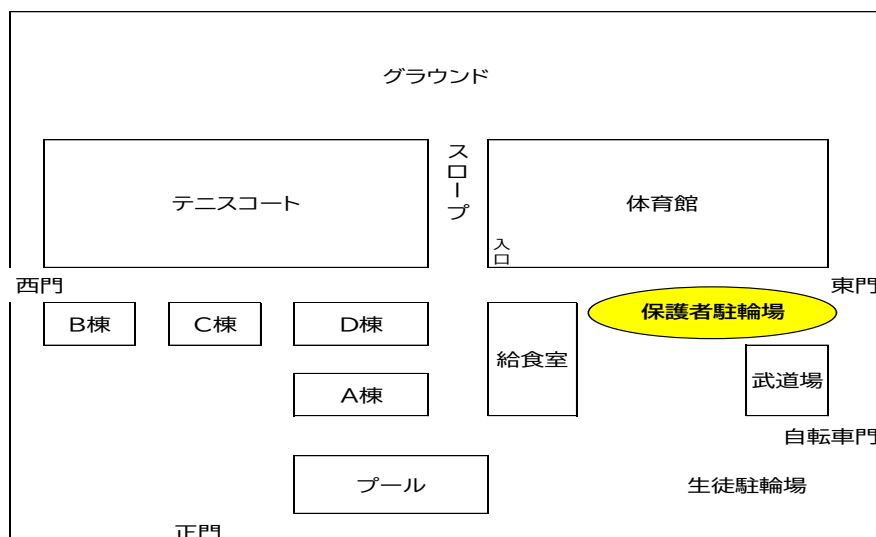 グラウンド
スロープ
テニスコート
体育館
入口
西門
東門
B棟
C棟
D棟
保護者駐輪場
給食室
武道場
A棟
自転車門
プール
生徒駐輪場
正門